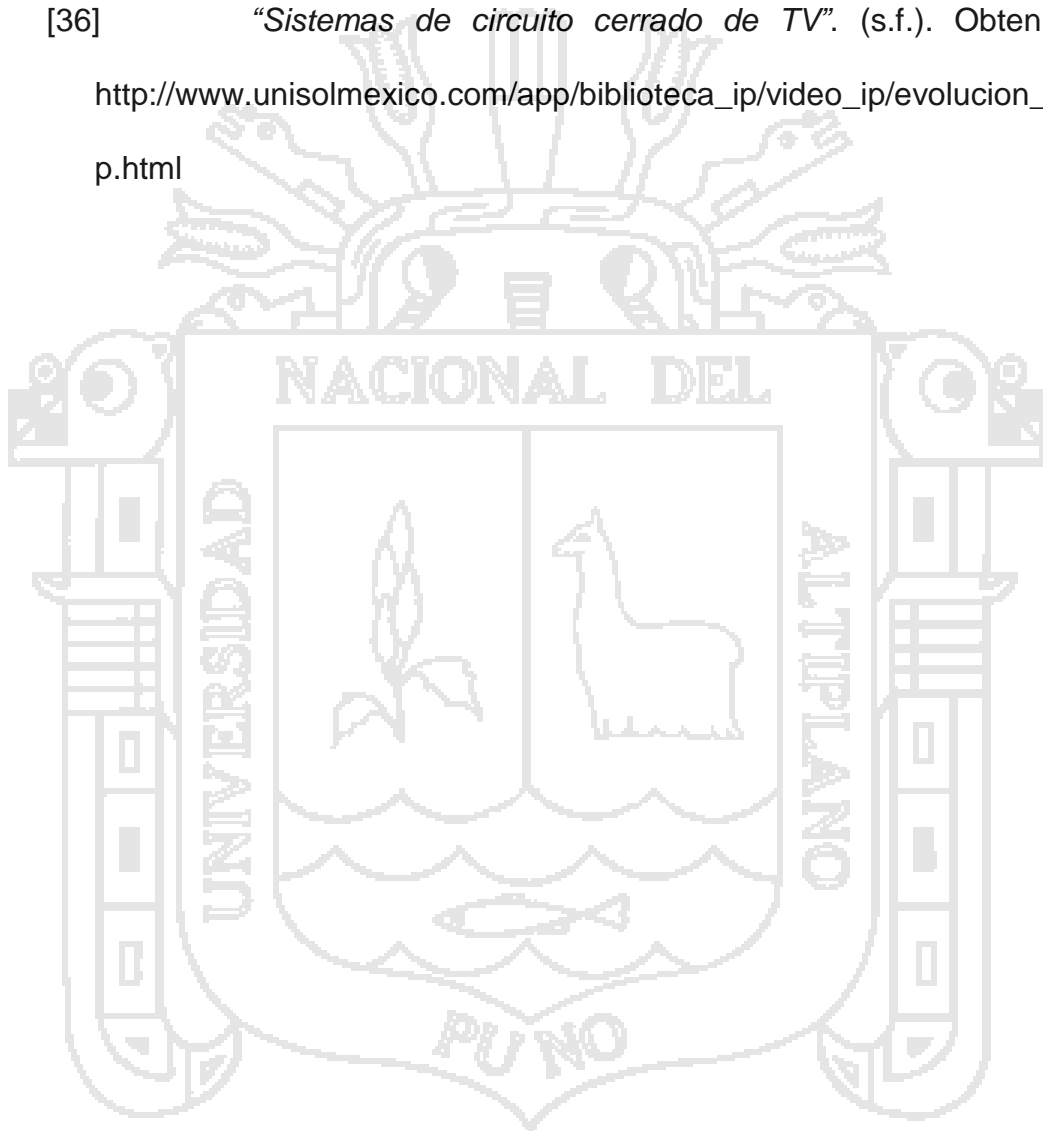 [36] “Sistemas de circuito cerrado de TV”. (s.f.). Obten
http://www.unisolmexico.com/app/biblioteca_ip/video_ip/evolucion_
p.html
NACIONAL DEL
UNIVERSIDAD
ALTIPLANO
PUNO